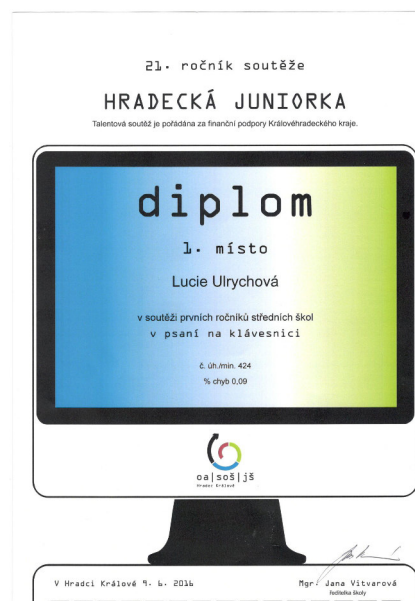 21. ročník soutěže
HRADECKÁ JUNIORKA
Talentová soutěž je pořádána za finanční podpory Královéhradeckého kraje.
diplom
1. místo
Lucie Ulrychová
v soutěži prvních ročníků středních škol
v psaní na klávesnici
č. úh./min. 424
% chyb 0,09
oa|soš|jš
Hradec Králové
V Hradci Králové 9. 6. 2016
Mgr. Jana Vitvarová
ředitelka školy